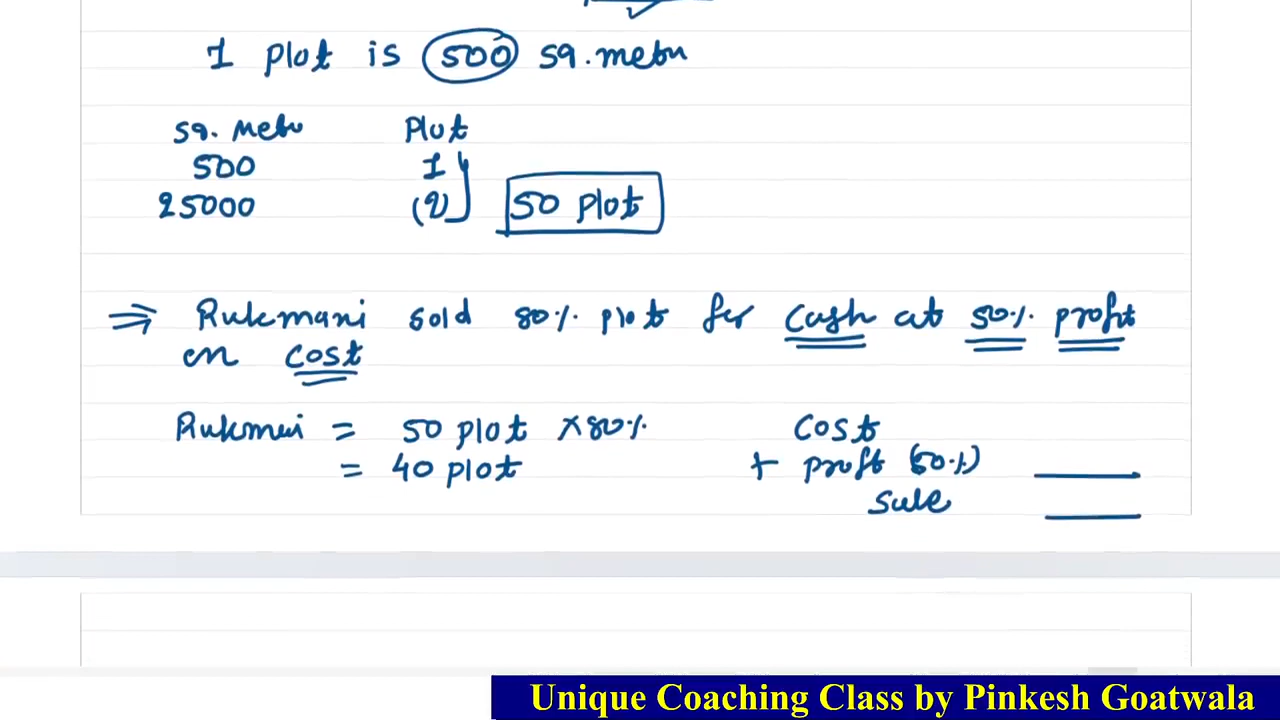 1 plot is 500 sq.metre
sq. Metre Plot
500 1
25000 (?) 50 plot
⇒ Rukmani sold 80% plot for cash at 50% profit
on cost
Rukmani = 50 plot × 80% cost
= 40 plot + profit (50%)
sale
Unique Coaching Class by Pinkesh Goatwala